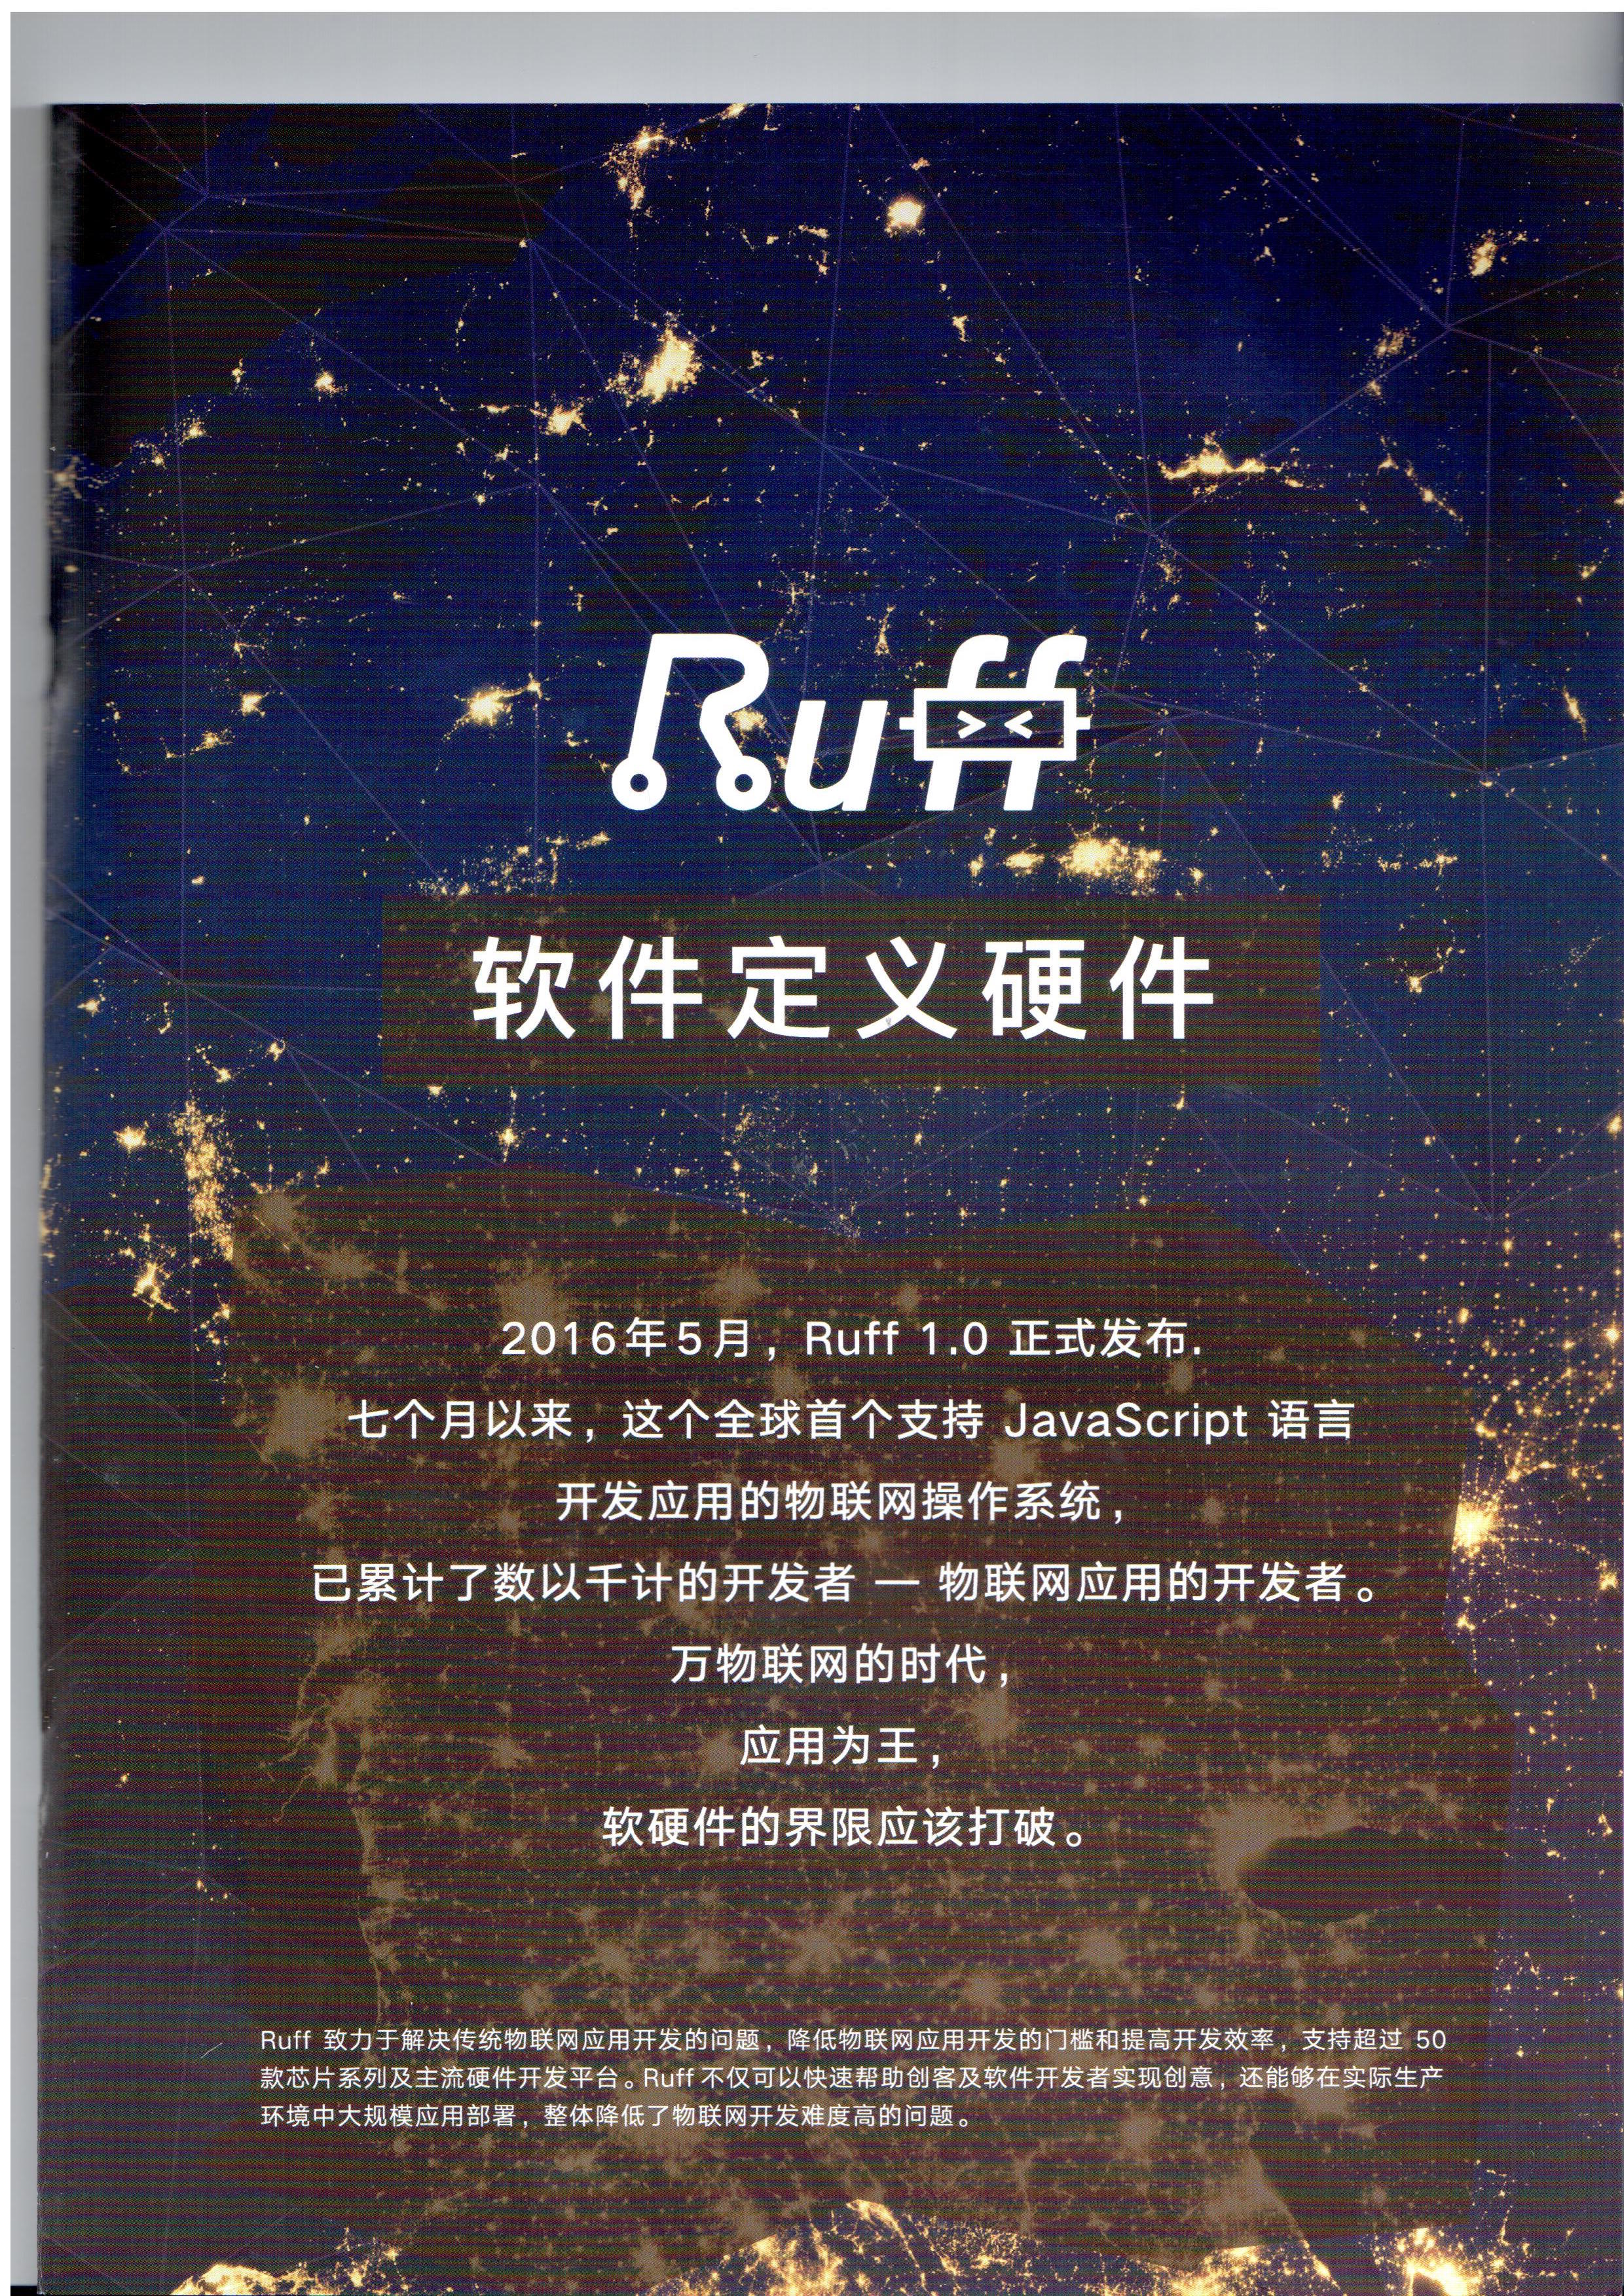 Ruff
软件定义硬件
2016年5月，Ruff 1.0 正式发布.
七个月以来，这个全球首个支持 JavaScript 语言
开发应用的物联网操作系统，
已累计了数以千计的开发者 — 物联网应用的开发者。
万物联网的时代，
应用为王，
软硬件的界限应该打破。
Ruff 致力于解决传统物联网应用开发的问题，降低物联网应用开发的门槛和提高开发效率，支持超过 50
款芯片系列及主流硬件开发平台。Ruff 不仅可以快速帮助创客及软件开发者实现创意，还能够在实际生产
环境中大规模应用部署，整体降低了物联网开发难度高的问题。